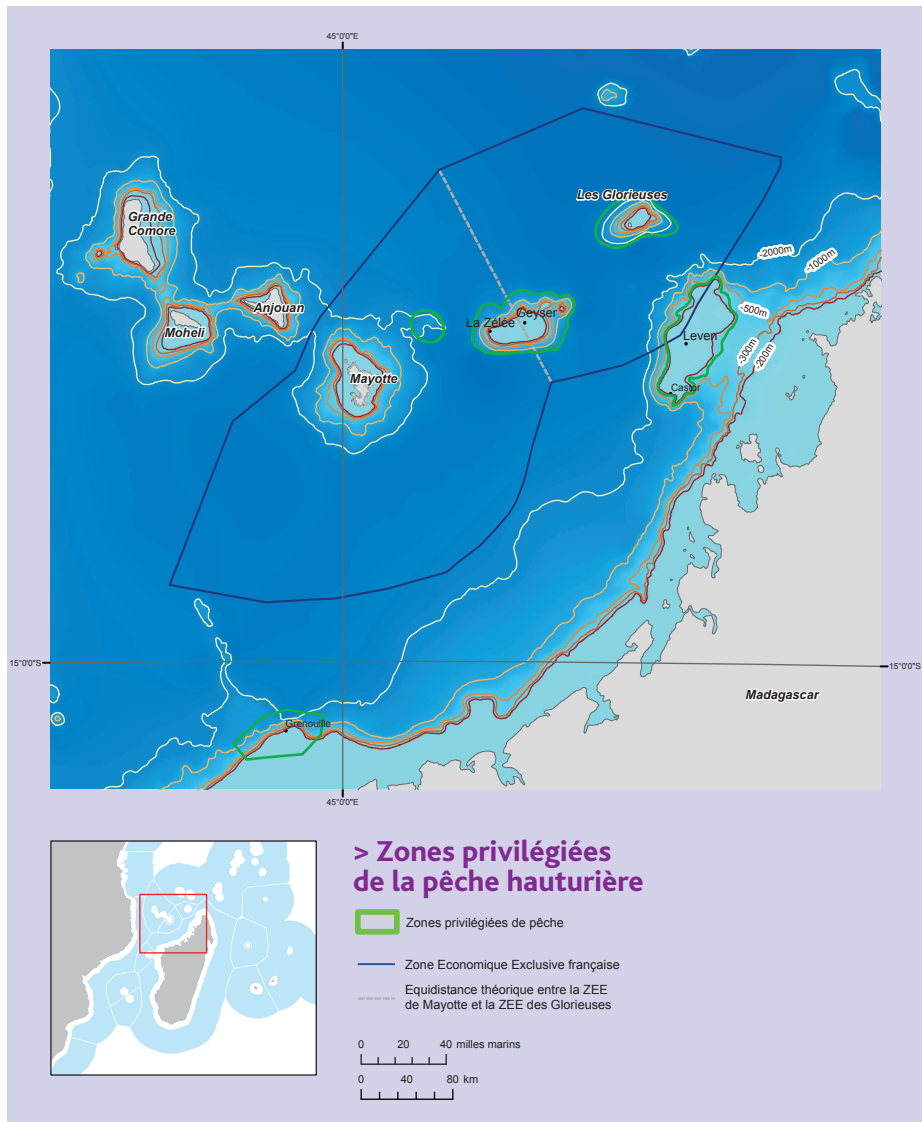 45°0'0"E
Les Glorieuses
Grande
Comore
-2000m
-1000m
Anjouan
-500m
Geyser
La Zélée
Moheli
Leven
-300m
-200m
Mayotte
Castor
15°0'0"S
15°0'0"S
Madagascar
Grenouille
45°0'0"E
> Zones privilégiées
de la pêche hauturière
Zones privilégiées de pêche
Zone Economique Exclusive française
Equidistance théorique entre la ZEE
de Mayotte et la ZEE des Glorieuses
0 20 40 milles marins
0 40 80 km